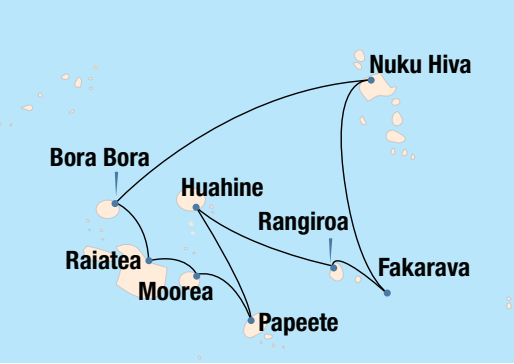 Nuku Hiva
Bora Bora
Huahine
Rangiroa
Raiatea
Fakarava
Moorea
Papeete